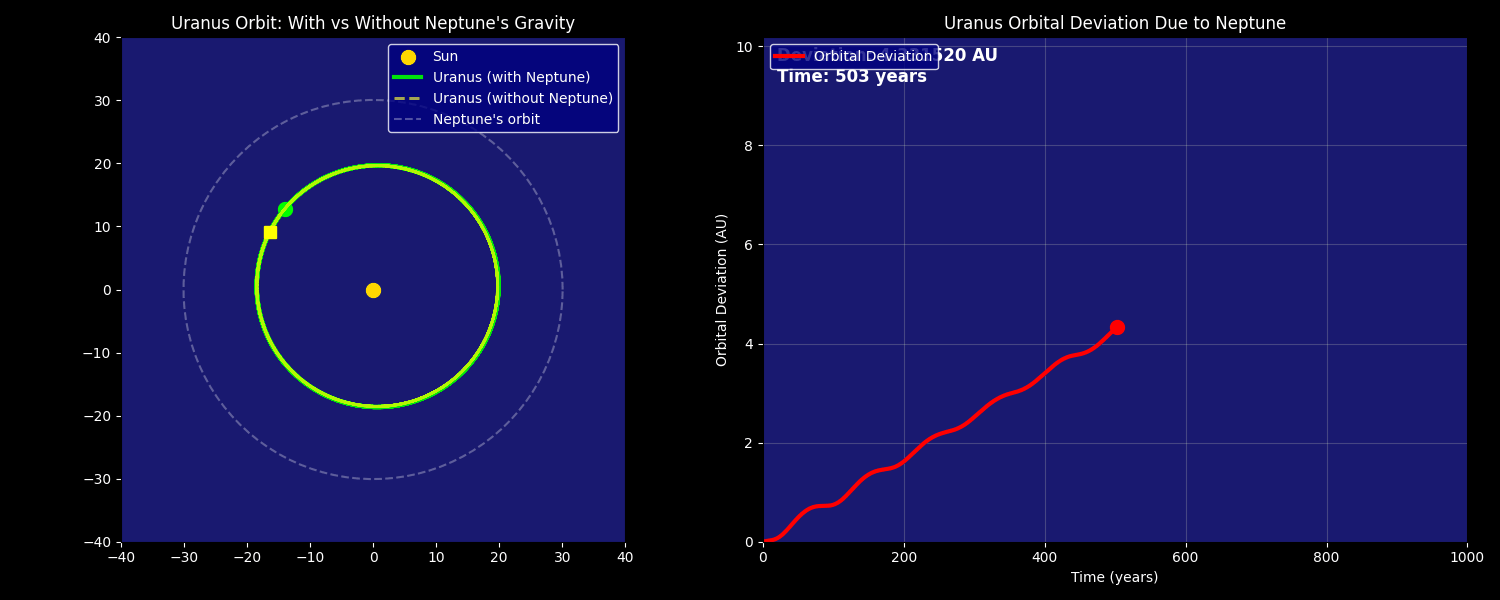 Uranus Orbit: With vs Without Neptune's Gravity
40
30
20
10
0
−10
−20
−30
−40
−40
−30
−20
−10
0
10
20
30
40
Sun
Uranus (with Neptune)
Uranus (without Neptune)
Neptune's orbit
Uranus Orbital Deviation Due to Neptune
Orbital Deviation (AU)
10
8
6
4
2
0
0
200
400
600
800
1000
Time (years)
Deviation: 520 AU
Orbital Deviation
Time: 503 years